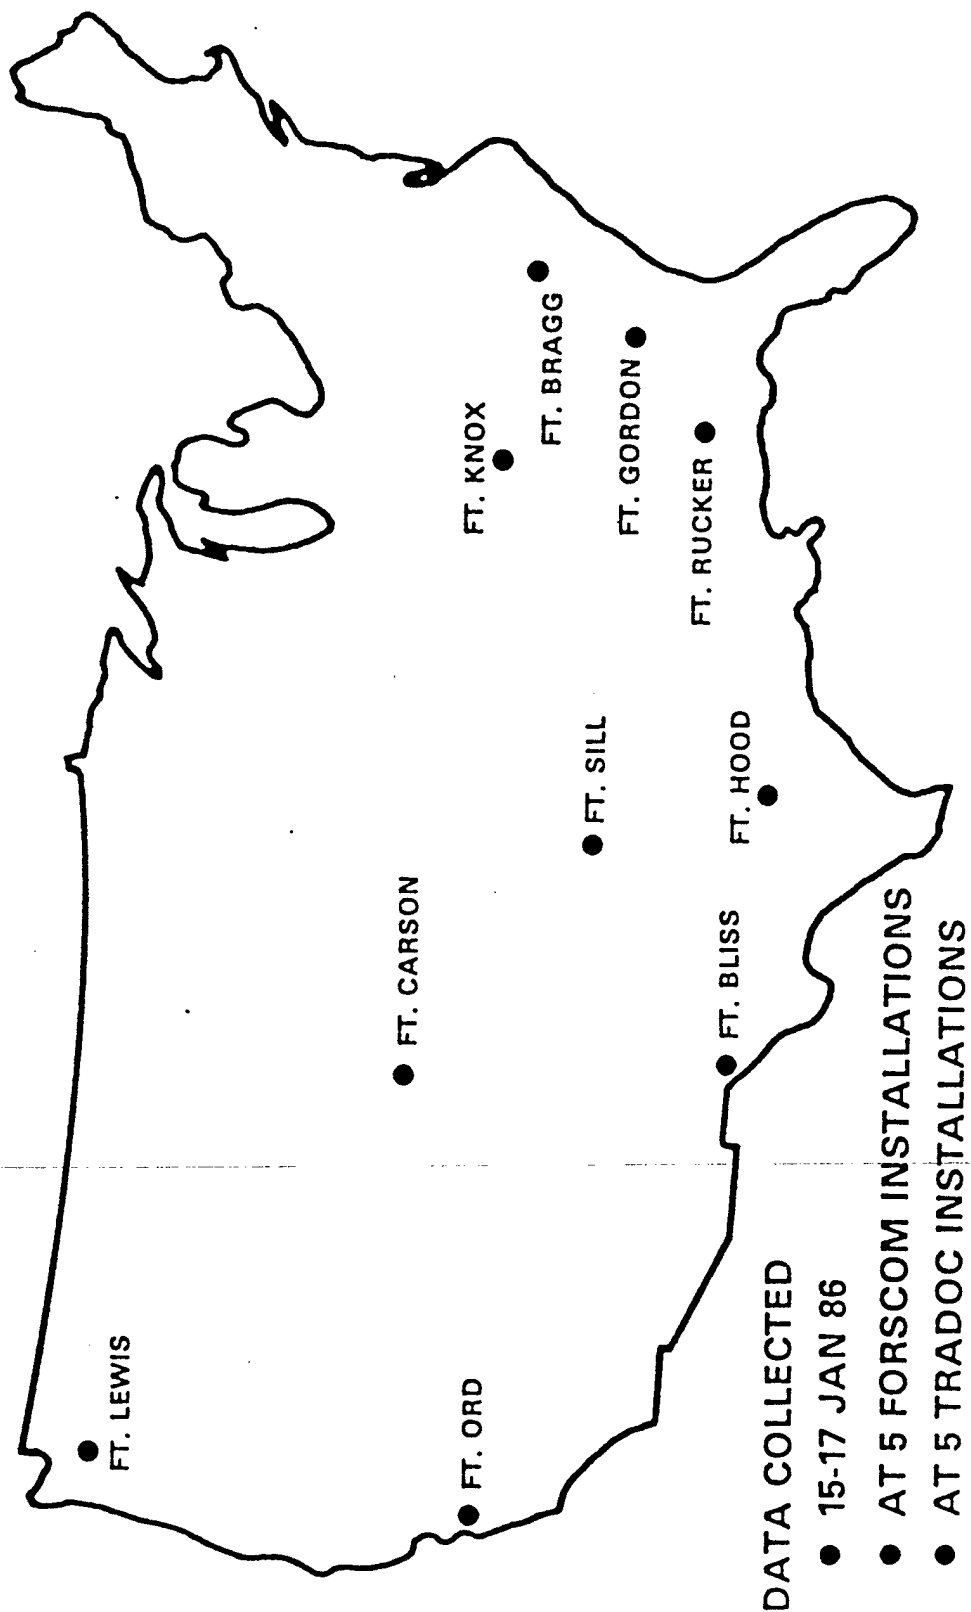 FT. LEWIS
FT. ORD
FT. CARSON
FT. KNOX
FT. BRAGG
FT. SILL
FT. GORDON
FT. RUCKER
FT. BLISS
FT. HOOD
DATA COLLECTED
● 15-17 JAN 86
● AT 5 FORSCOM INSTALLATIONS
● AT 5 TRADOC INSTALLATIONS